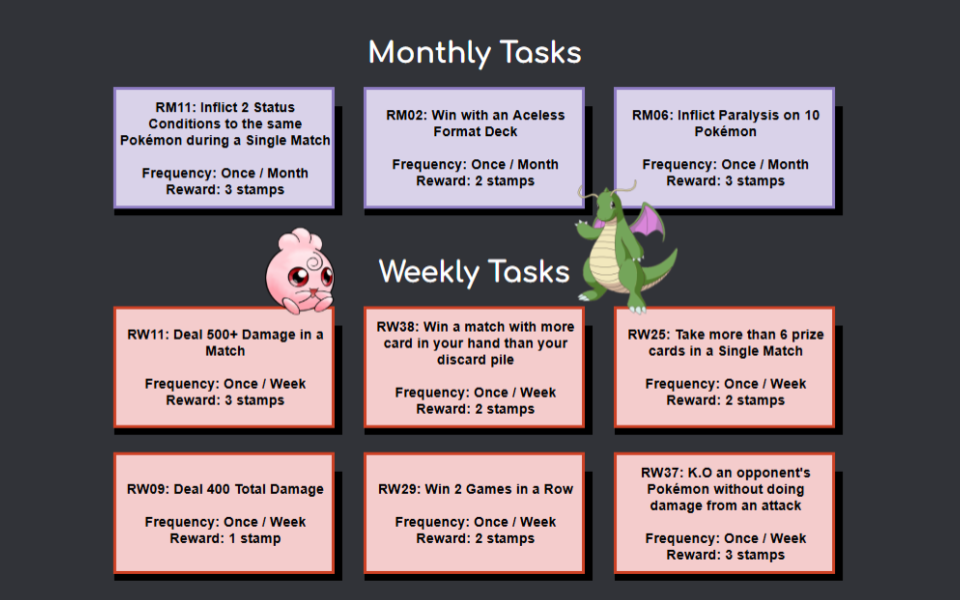 Monthly Tasks
RM11: Inflict 2 Status
Conditions to the same
Pokémon during a Single Match
Frequency: Once / Month
Reward: 3 stamps
RM02: Win with an Aceless
Format Deck
Frequency: Once / Month
Reward: 2 stamps
RM06: Inflict Paralysis on 10
Pokémon
Frequency: Once / Month
Reward: 3 stamps
Weekly Tasks
RW11: Deal 500+ Damage in a
Match
Frequency: Once / Week
Reward: 3 stamps
RW38: Win a match with more
card in your hand than your
discard pile
Frequency: Once / Week
Reward: 2 stamps
RW25: Take more than 6 prize
cards in a Single Match
Frequency: Once / Week
Reward: 2 stamps
RW09: Deal 400 Total Damage
Frequency: Once / Week
Reward: 1 stamp
RW29: Win 2 Games in a Row
Frequency: Once / Week
Reward: 2 stamps
RW37: K.O an opponent's
Pokémon without doing
damage from an attack
Frequency: Once / Week
Reward: 3 stamps